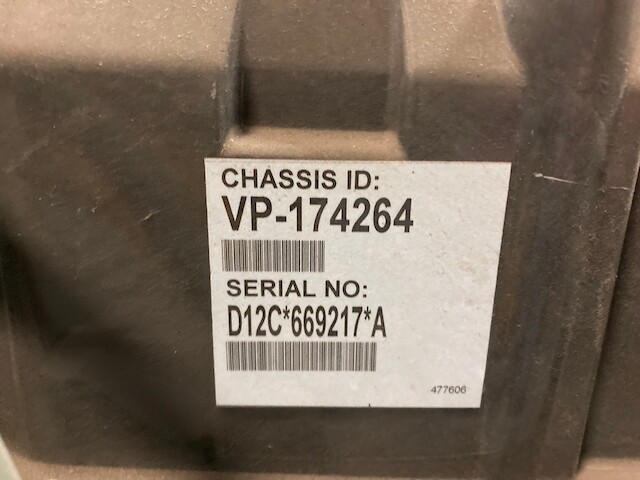 CHASSIS ID:
VP-174264
SERIAL NO:
D12C*669217*A
477606